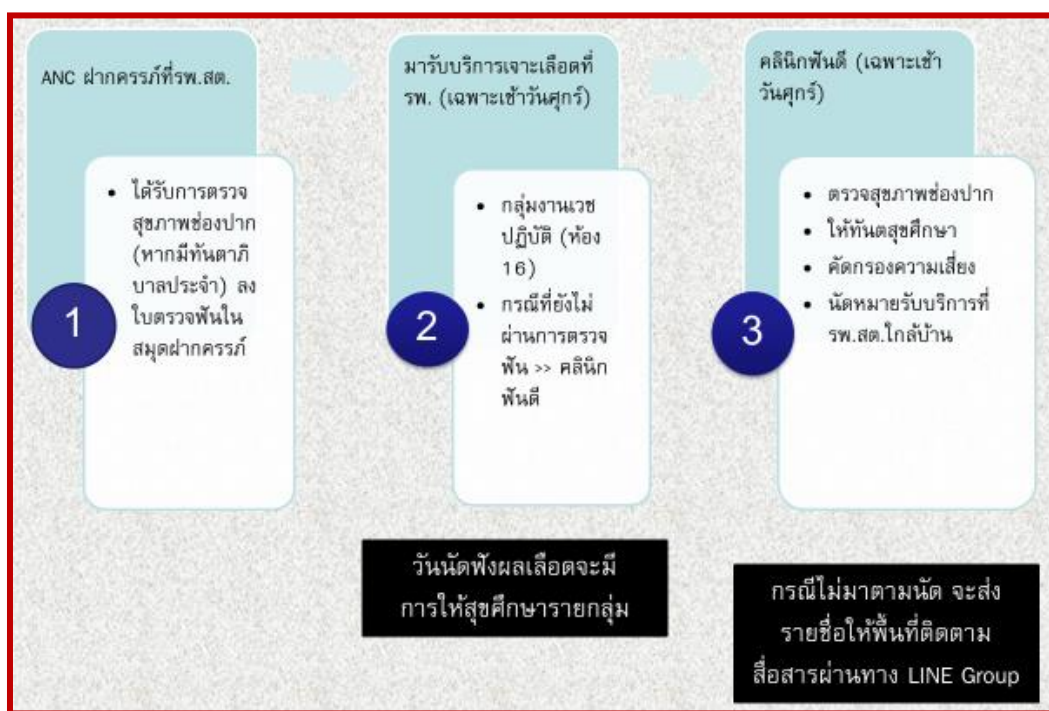 ANC ฝากครรภ์ที่รพ.สต.
• ได้รับการตรวจ
สุขภาพช่องปาก
(หากมีทันตาภิ
บาลประจำ) ลง
ใบตรวจฟันใน
สมุดฝากครรภ์
1
มารับบริการเจาะเลือดที่
รพ. (เฉพาะเช้าวันศุกร์)
• กลุ่มงานเวช
ปฏิบัติ (ห้อง
16)
• กรณีที่ยังไม่
ผ่านการตรวจ
ฟัน >> คลินิก
ฟันดี
2
คลินิกฟันดี (เฉพาะเช้า
วันศุกร์)
• ตรวจสุขภาพช่องปาก
• ให้ทันตสุขศึกษา
• คัดกรองความเสี่ยง
• นัดหมายรับบริการที่
รพ.สต.ใกล้บ้าน
3
วันนัดฟังผลเลือดจะมี
การให้สุขศึกษารายกลุ่ม
กรณีไม่มาตามนัด จะส่ง
รายชื่อให้พื้นที่ติดตาม
สื่อสารผ่านทาง LINE Group